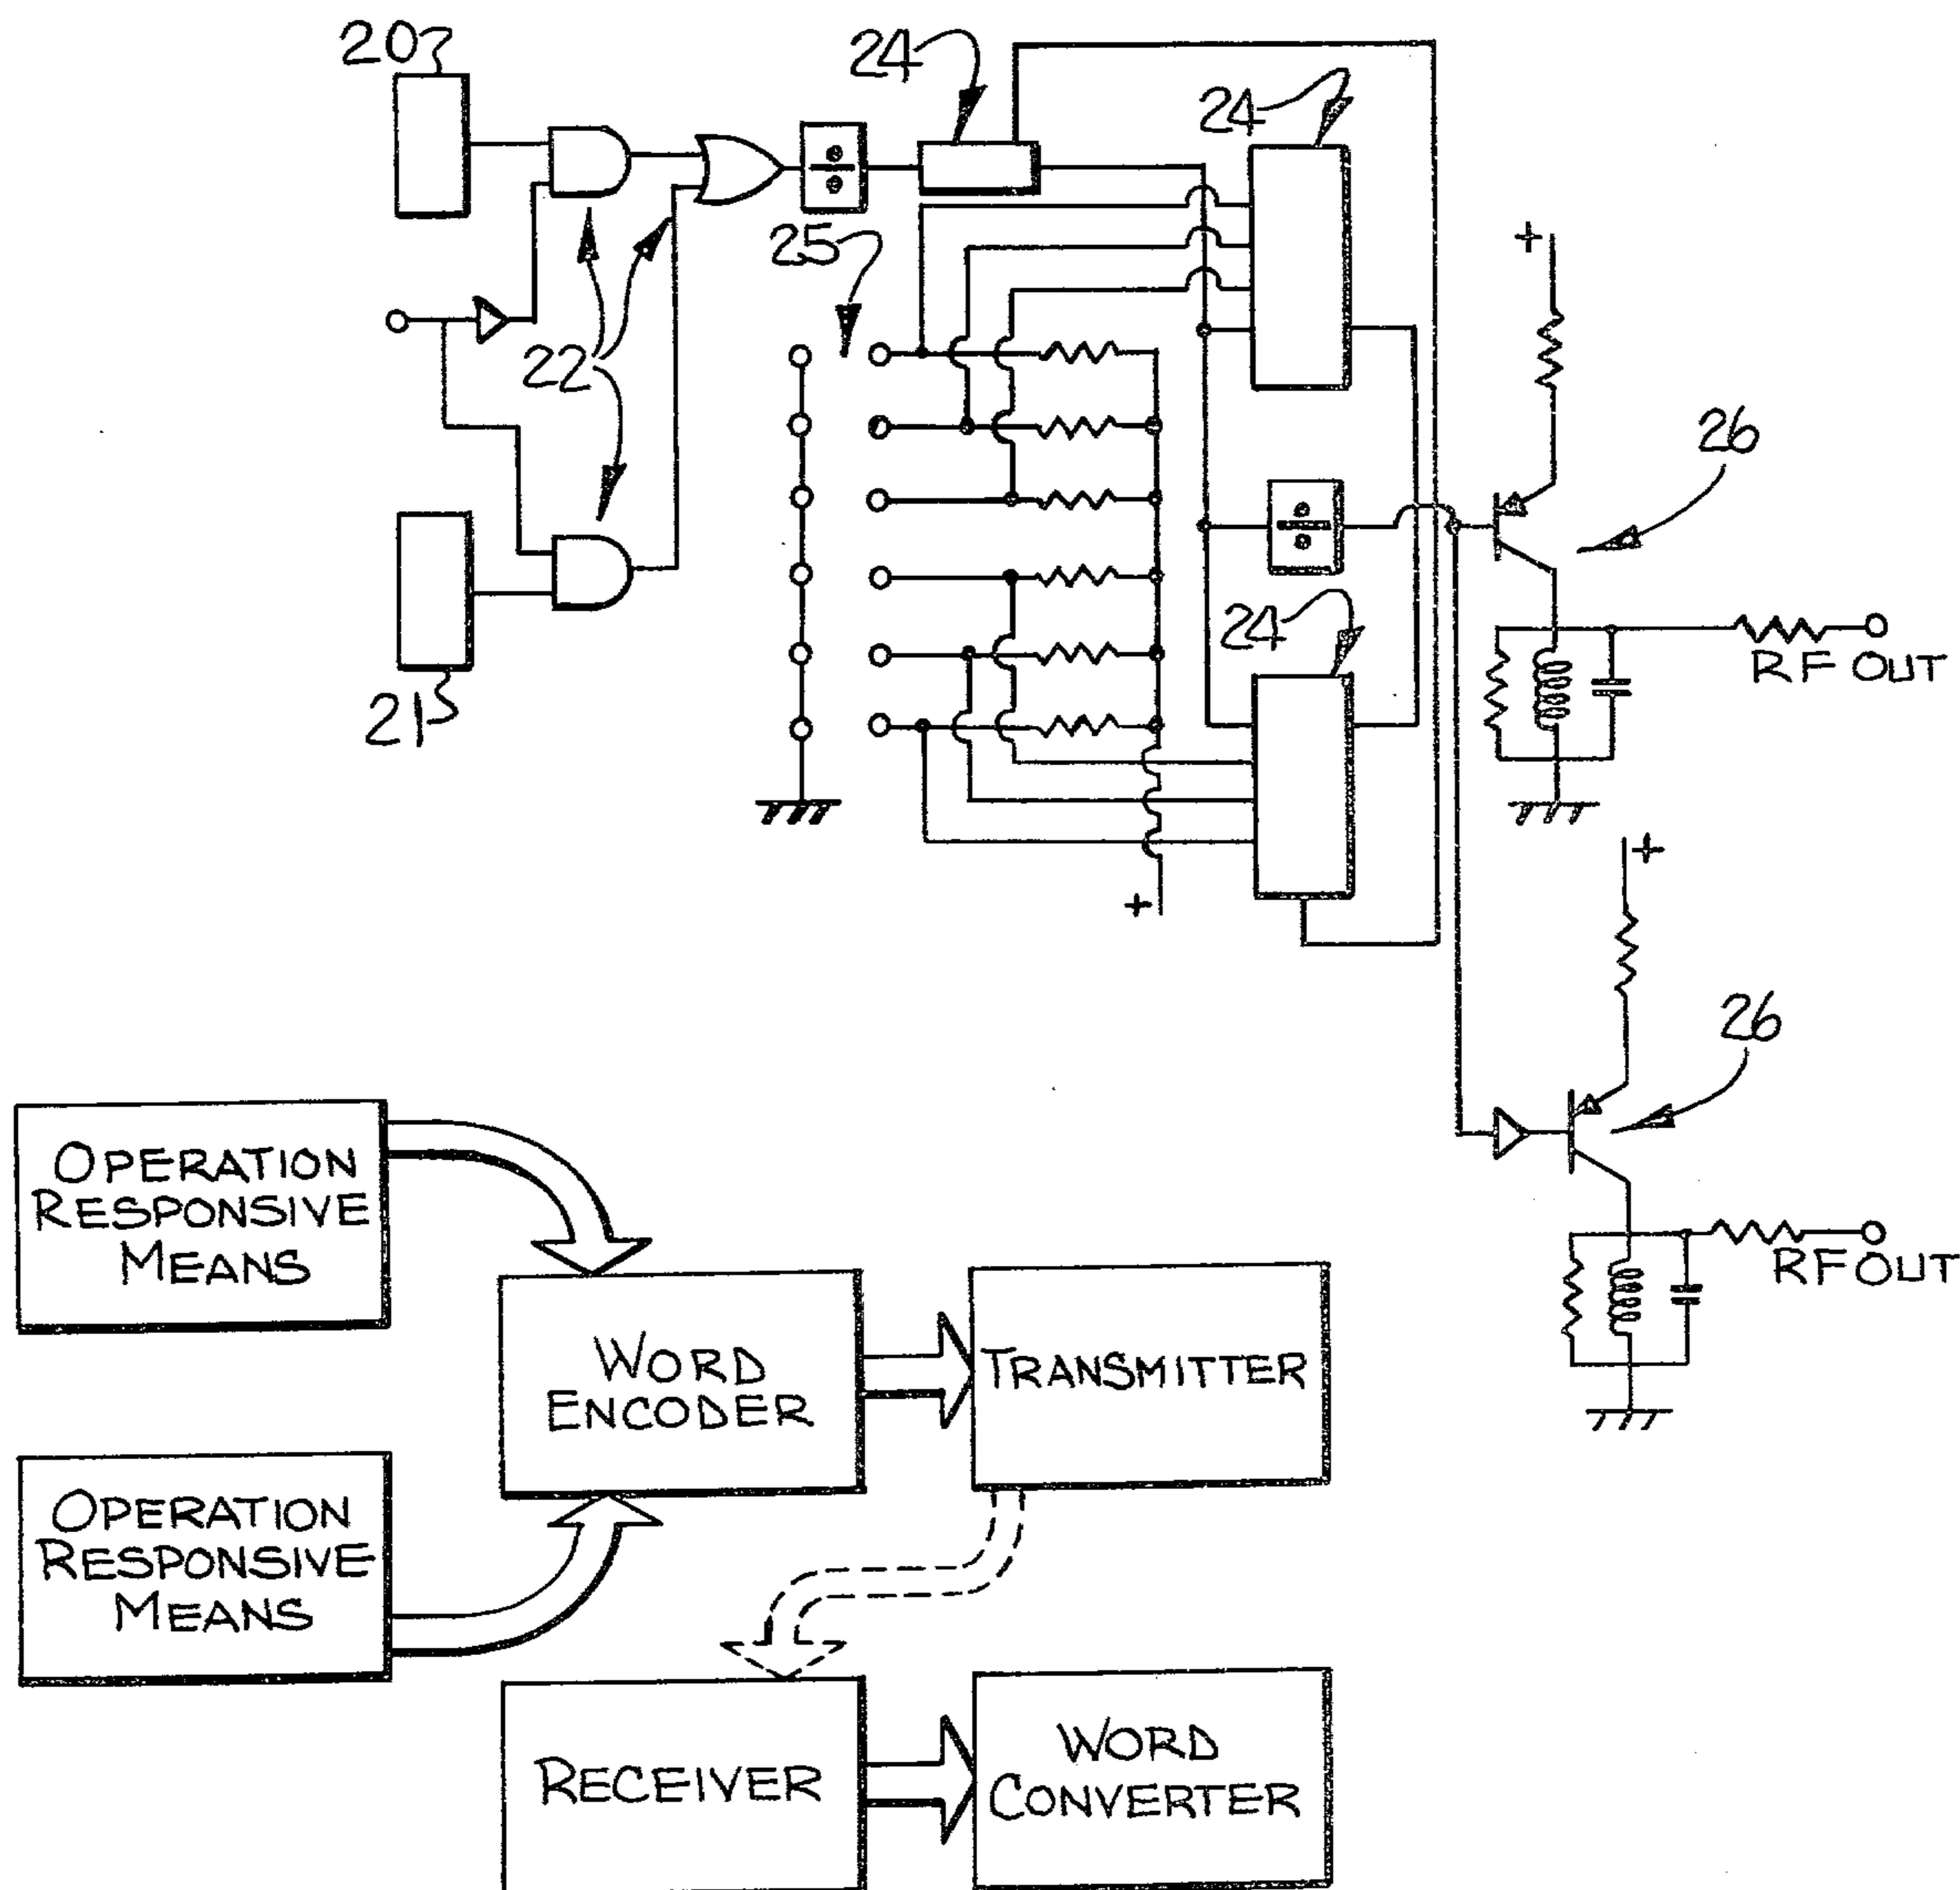 20
24
24
25
+
22
26
24
RF OUT
21
+
+
26
OPERATION
RESPONSIVE
MEANS
RF OUT
WORD
ENCODER
TRANSMITTER
OPERATION
RESPONSIVE
MEANS
RECEIVER
WORD
CONVERTER